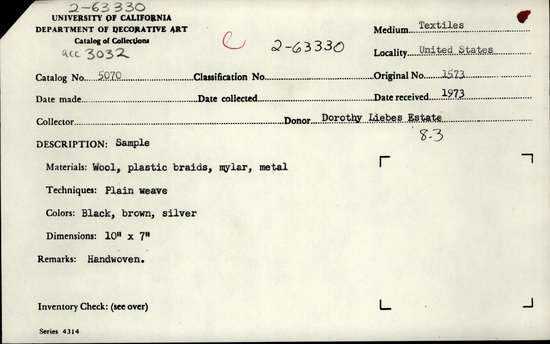 2-63330
UNIVERSITY OF CALIFORNIA
DEPARTMENT OF DECORATIVE ART
Catalog of Collections
acc 3032
C 2-63330
Medium Textiles
Locality United States
Catalog No. 5070 Classification No. Original No. 1573
Date made Date collected Date received 1973
Collector Donor Dorothy Liebes Estate
8-3
DESCRIPTION: Sample
Materials: Wool, plastic braids, mylar, metal
Techniques: Plain weave
Colors: Black, brown, silver
Dimensions: 10" x 7"
Remarks: Handwoven.
Inventory Check: (see over)
Series 4314